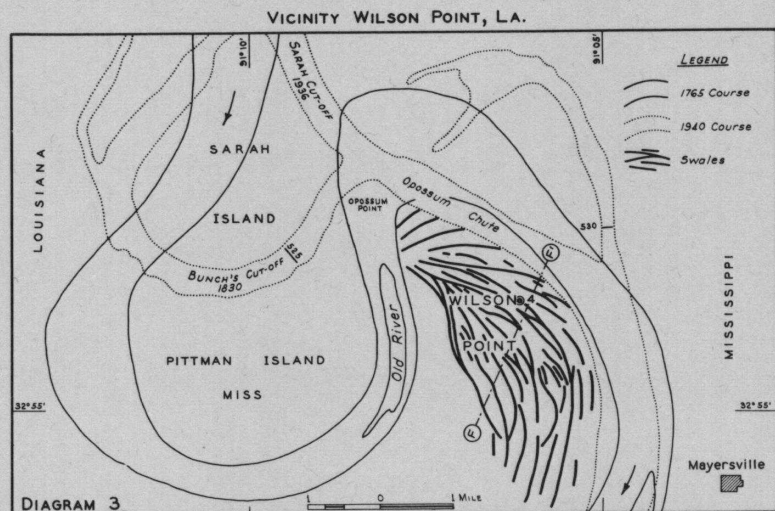 VICINITY WILSON POINT, LA.
91°10'
91°05'
LEGEND
1765 Course
1940 Course
Swales
SARAH CUT-OFF
1936
SARAH
ISLAND
LOUISIANA
OPOSSUM
POINT
Opossum Chute
530
BUNCH'S CUT-OFF 525
1830
F'
WILSON 4
POINT
Old River
PITTMAN ISLAND
MISS
MISSISSIPPI
32°55'
32°55'
F
Mayersville
DIAGRAM 3
1 0 1 MILE